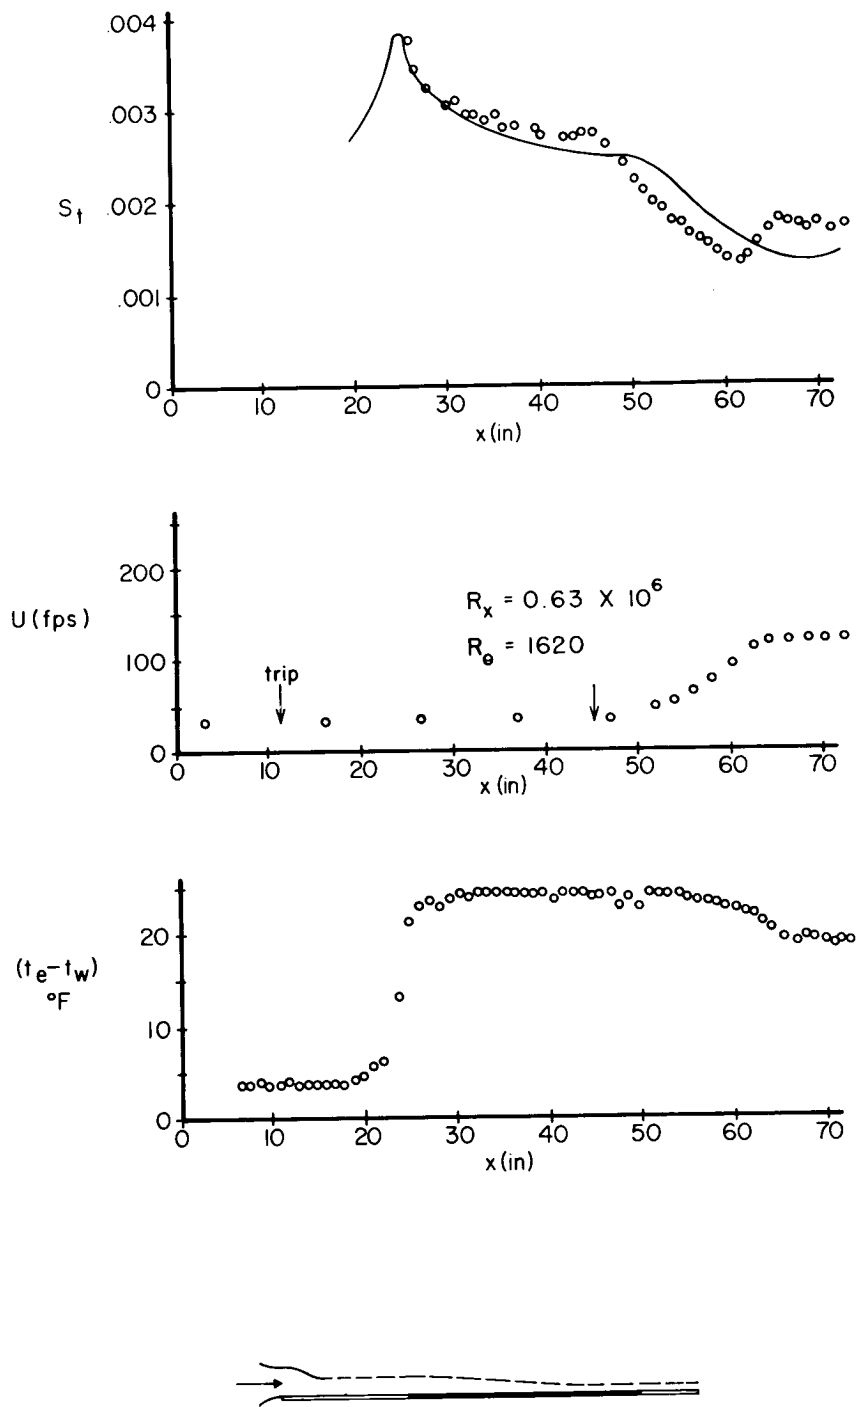 .004
.003
St .002
.001
0
0 10 20 30 40 50 60 70
x (in)
200
U (fps)
100
0
trip
Rx = 0.63 X 10^6
Rθ = 1620
0 10 20 30 40 50 60 70
x (in)
20
(te-tw)
°F
10
0
0 10 20 30 40 50 60 70
x (in)